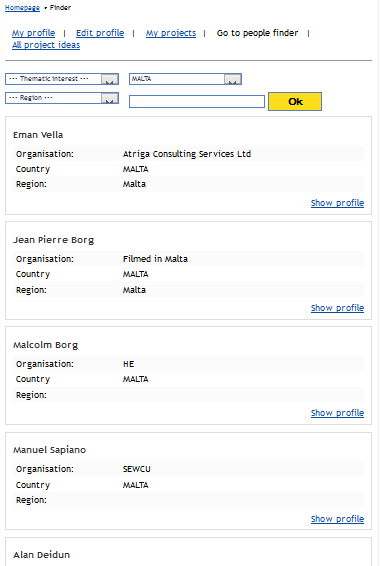 Homepage • Finder
My profile | Edit profile | My projects | Go to people finder |
All project ideas
--- Thematic Interest --- MALTA
--- Region --- Ok
Eman Vella
Organisation: Atriga Consulting Services Ltd
Country MALTA
Region: Malta
Show profile
Jean Pierre Borg
Organisation: Filmed in Malta
Country MALTA
Region: Malta
Show profile
Malcolm Borg
Organisation: HE
Country MALTA
Region:
Show profile
Manuel Sapiano
Organisation: SEWCU
Country MALTA
Region:
Show profile
Alan Deidun